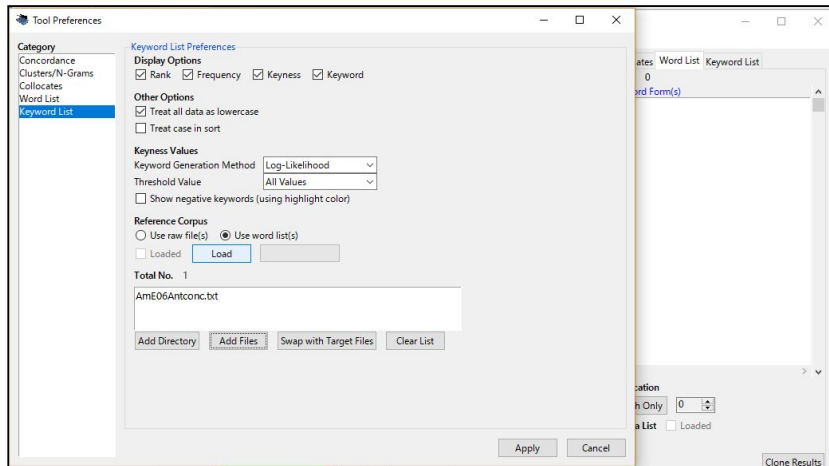 Tool Preferences
Category
Concordance
Clusters/N-Grams
Collocates
Word List
Keyword List
Keyword List Preferences
Display Options
Rank Frequency Keyness Keyword
Other Options
Treat all data as lowercase
Treat case in sort
Keyness Values
Keyword Generation Method Log-Likelihood
Threshold Value All Values
Show negative keywords (using highlight color)
Reference Corpus
Use raw file(s) Use word list(s)
Loaded Load
Total No. 1
AmE06Antconc.txt
Add Directory Add Files Swap with Target Files Clear List
Apply Cancel
ates Word List Keyword List
0
ord Form(s)
cation
h Only 0
a List Loaded
Clone Results